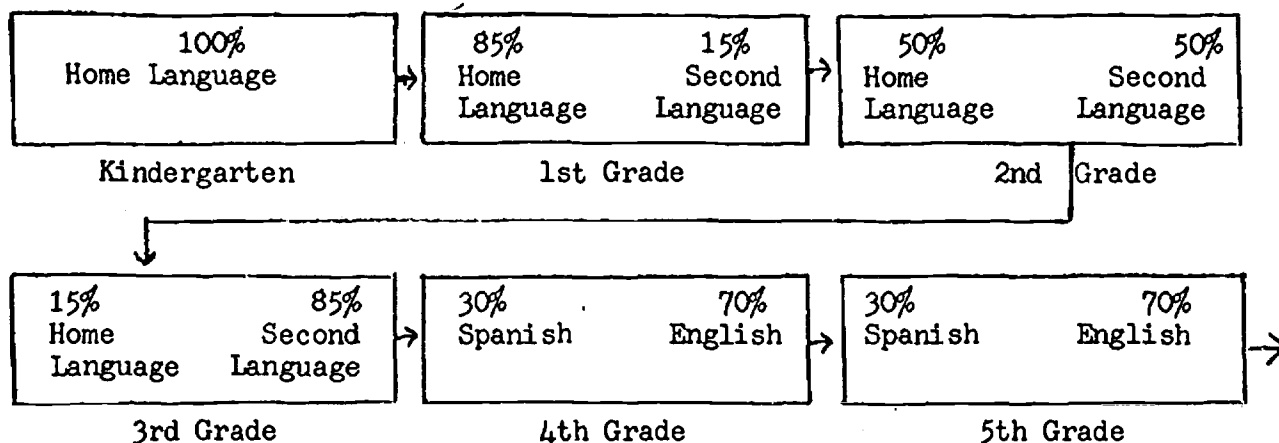 100%
Home Language
Kindergarten
85% 15%
Home Second
Language Language
1st Grade
50% 50%
Home Second
Language Language
2nd Grade
15% 85%
Home Second
Language Language
3rd Grade
30% 70%
Spanish English
4th Grade
30% 70%
Spanish English
5th Grade